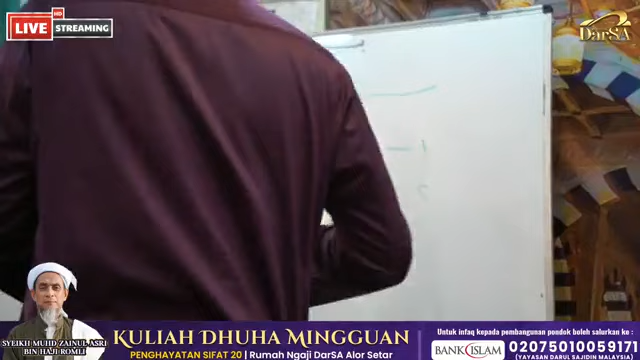 LIVE
HD
STREAMING
DarSA
SYEIKH MUHD ZAINUL ASRI
BIN HAJI ROMLI
KULIAH DHUHA MINGGUAN
PENGHAYATAN SIFAT 20 | Rumah Ngaji DarSA Alor Setar
Untuk infaq kepada pembangunan pondok boleh salurkan ke :
BANK ISLAM
02075010059171
(YAYASAN DARUL SAJIDIN MALAYSIA)